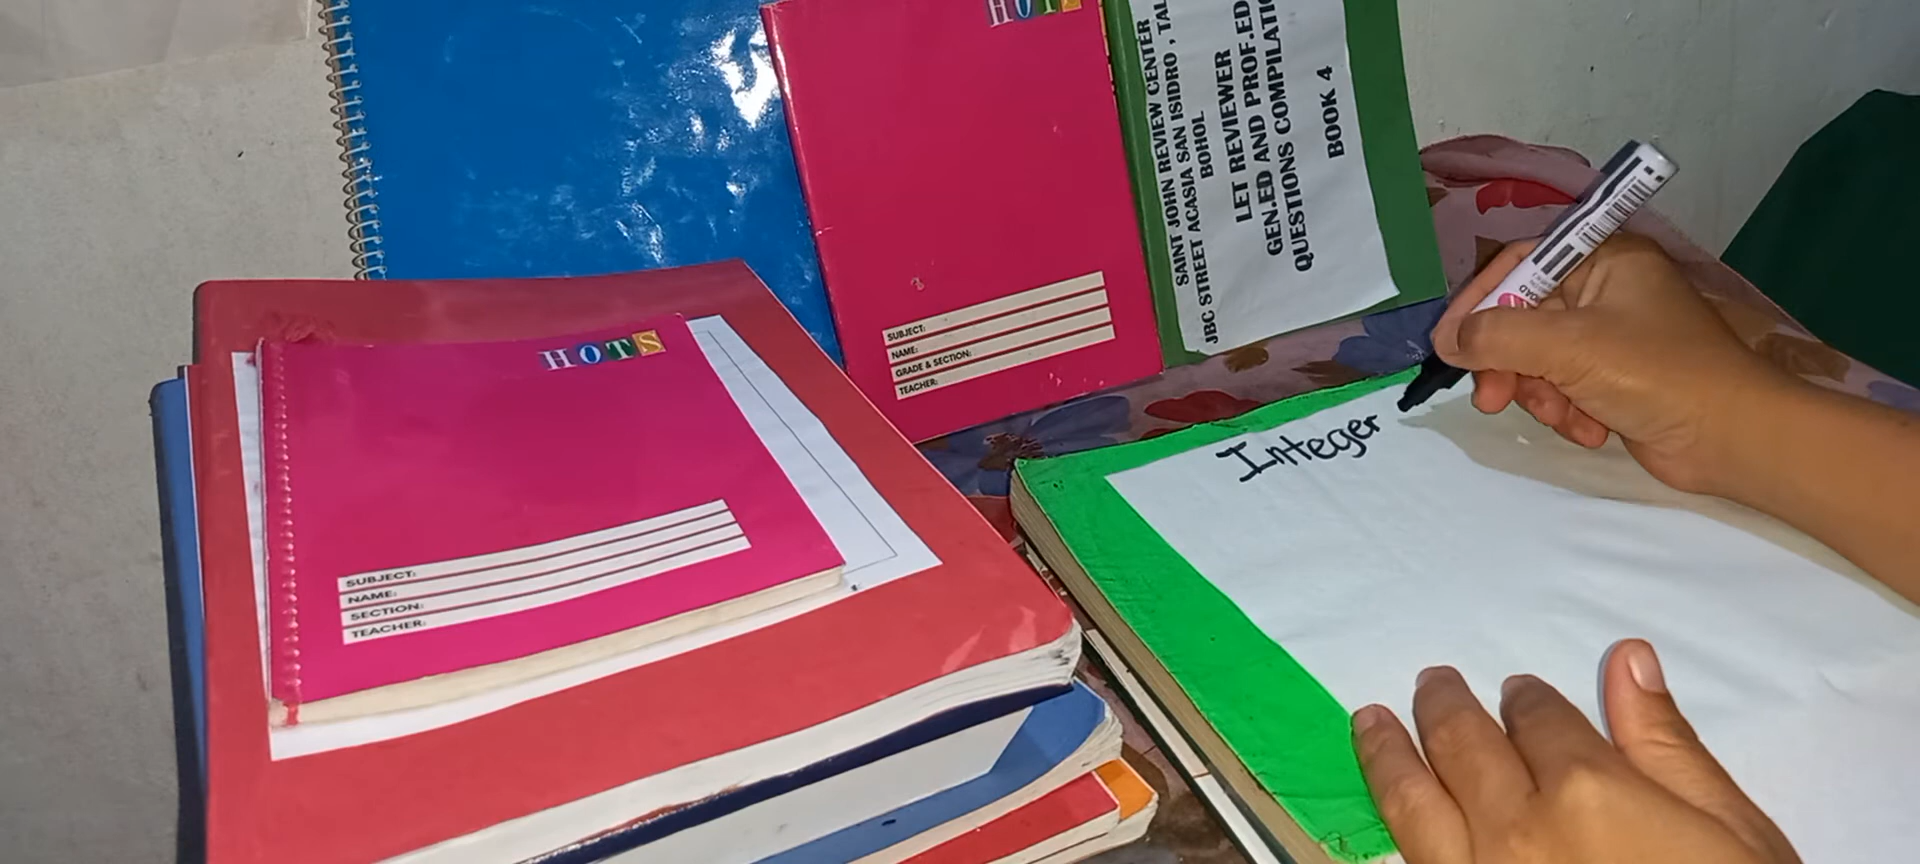 HOTS
SUBJECT:
NAME:
GRADE & SECTION:
TEACHER:
SAINT JOHN REVIEW CENTER
JBC STREET ACASIA SAN ISIDRO , TAL
BOHOL
LET REVIEWER
GEN.ED AND PROF.ED
QUESTIONS COMPILATIO
BOOK 4
HOTS
SUBJECT:
NAME:
SECTION:
TEACHER:
Integer